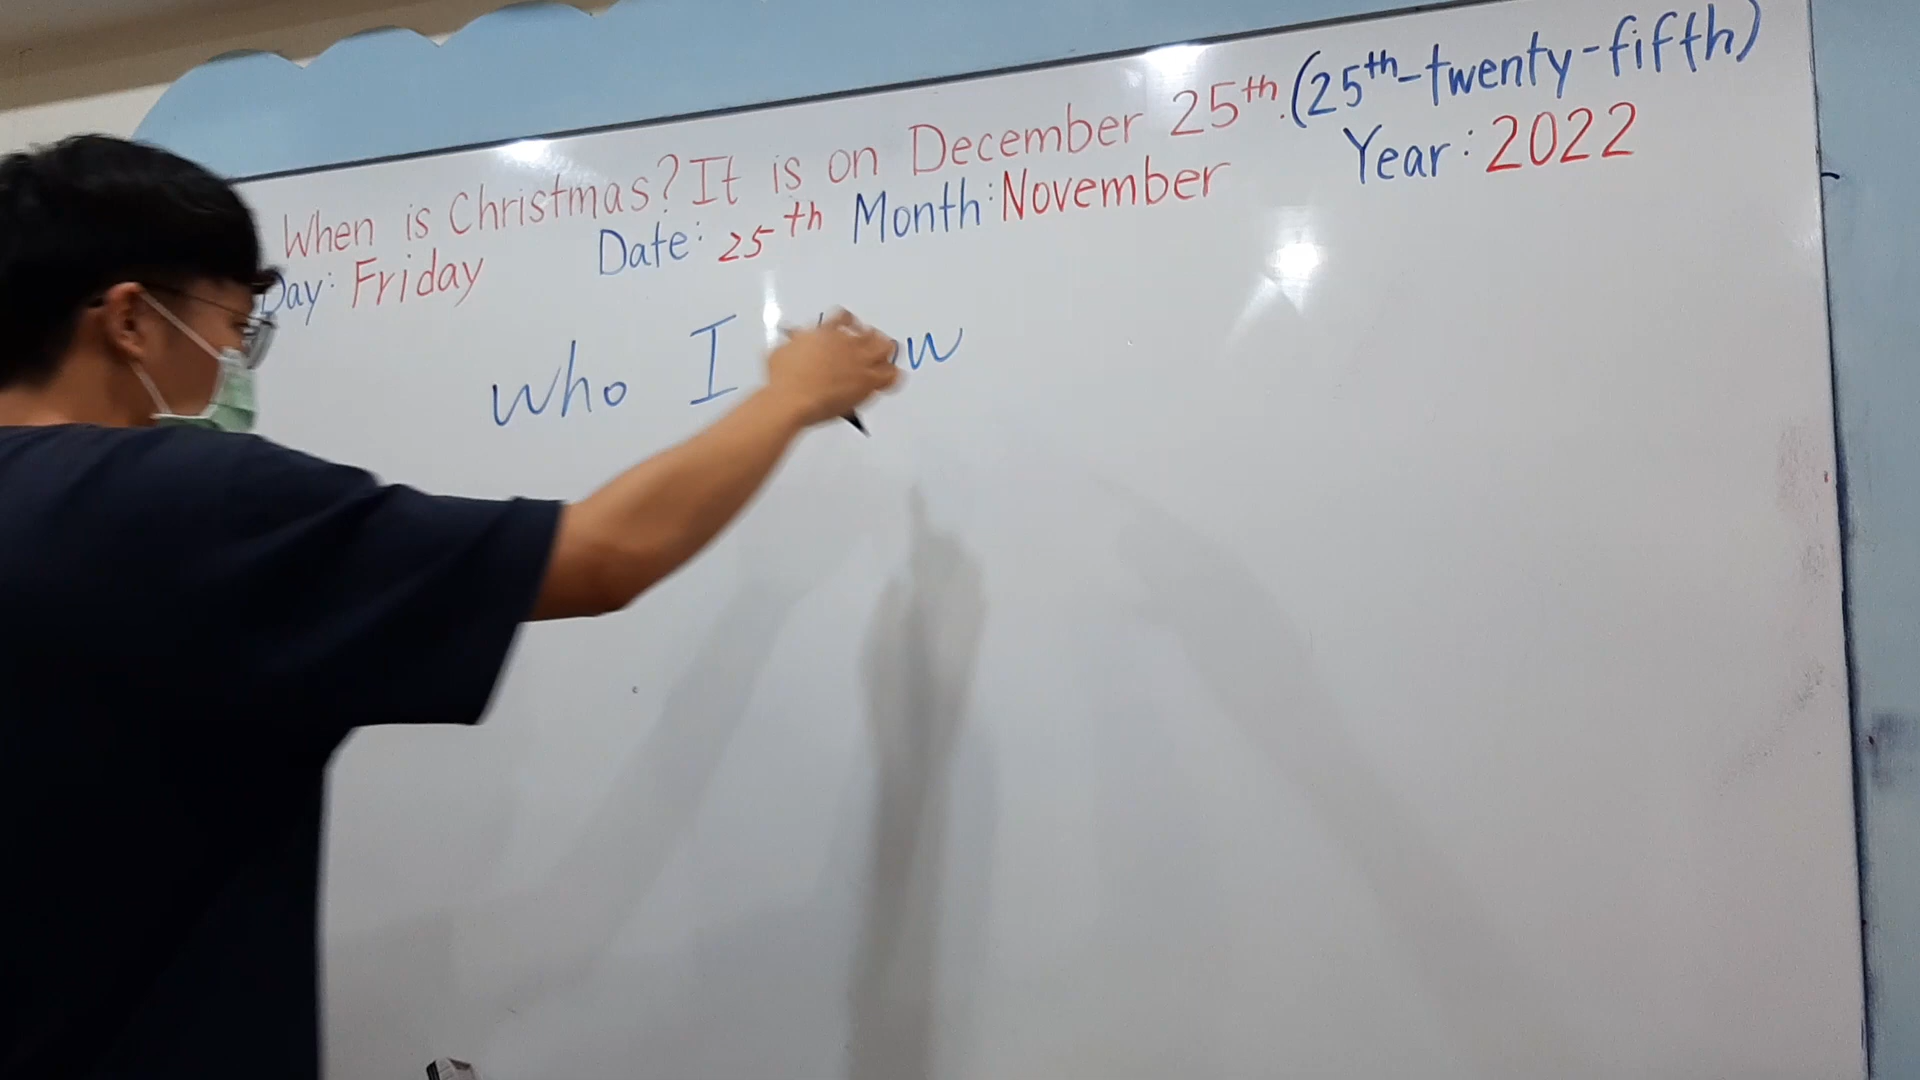 When is Christmas? It is on December 25th. (25th-twenty-fifth)
Day: Friday Date: 25th Month: November Year: 2022
who I